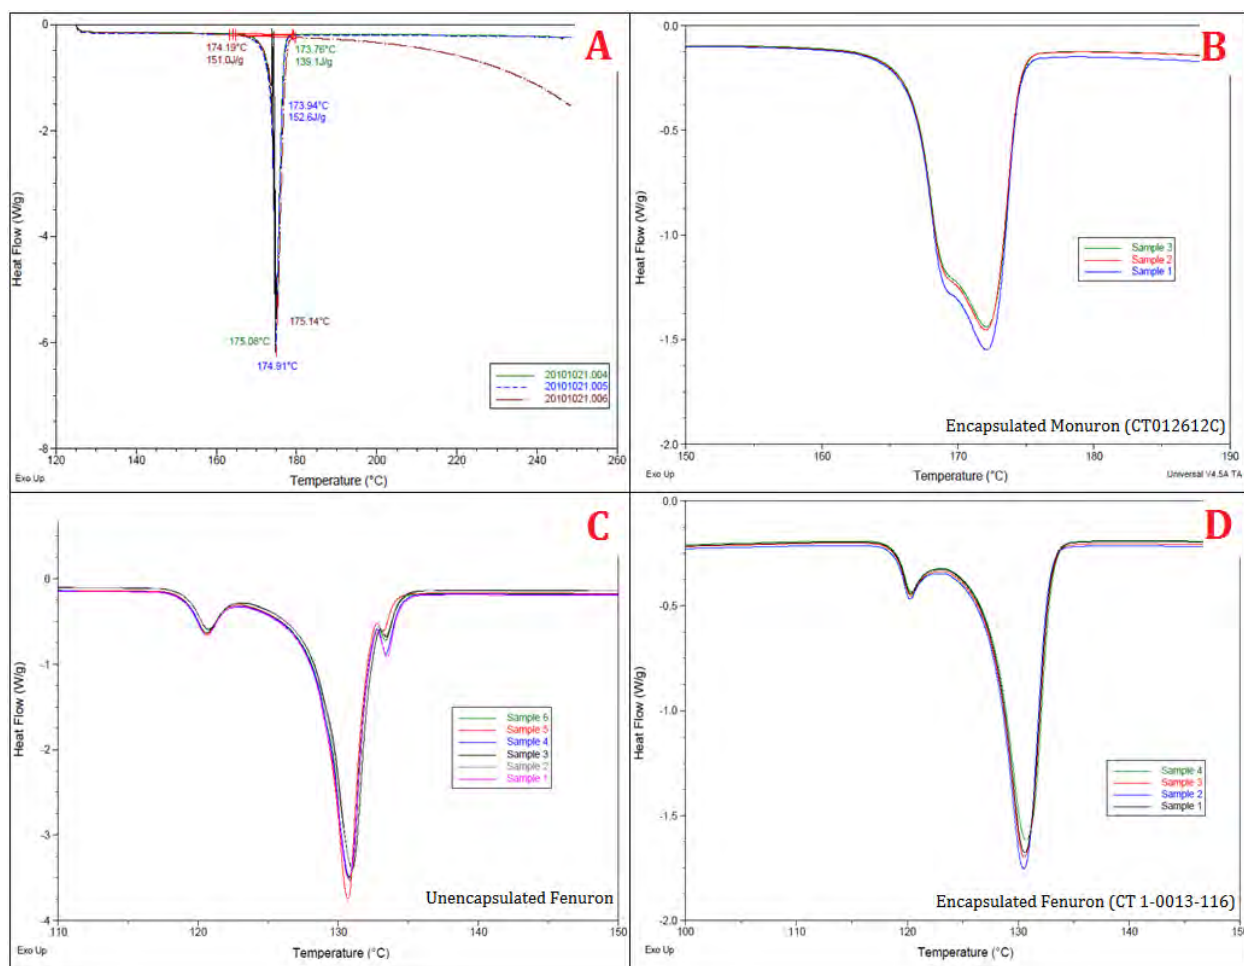 A
0
-2
-4
-6
-8
Heat Flow (W/g)
174.19°C
151.0J/g
173.76°C
139.1J/g
173.94°C
152.6J/g
175.14°C
175.08°C
174.91°C
20101021.004
20101021.005
20101021.006
120 140 160 180 200 220 240 260
Exo Up
Temperature (°C)
B
0.0
-0.5
-1.0
-1.5
-2.0
Heat Flow (W/g)
Sample 3
Sample 2
Sample 1
Encapsulated Monuron (CT012612C)
150 160 170 180 190
Exo Up
Temperature (°C)
Universal V4.5A TA
C
0
-1
-2
-3
-4
Heat Flow (W/g)
Sample 6
Sample 5
Sample 4
Sample 3
Sample 2
Sample 1
Unencapsulated Fenuron
110 120 130 140 150
Exo Up
Temperature (°C)
D
0.0
-0.5
-1.0
-1.5
-2.0
Heat Flow (W/g)
Sample 4
Sample 3
Sample 2
Sample 1
Encapsulated Fenuron (CT 1-0013-116)
100 110 120 130 140 150
Exo Up
Temperature (°C)